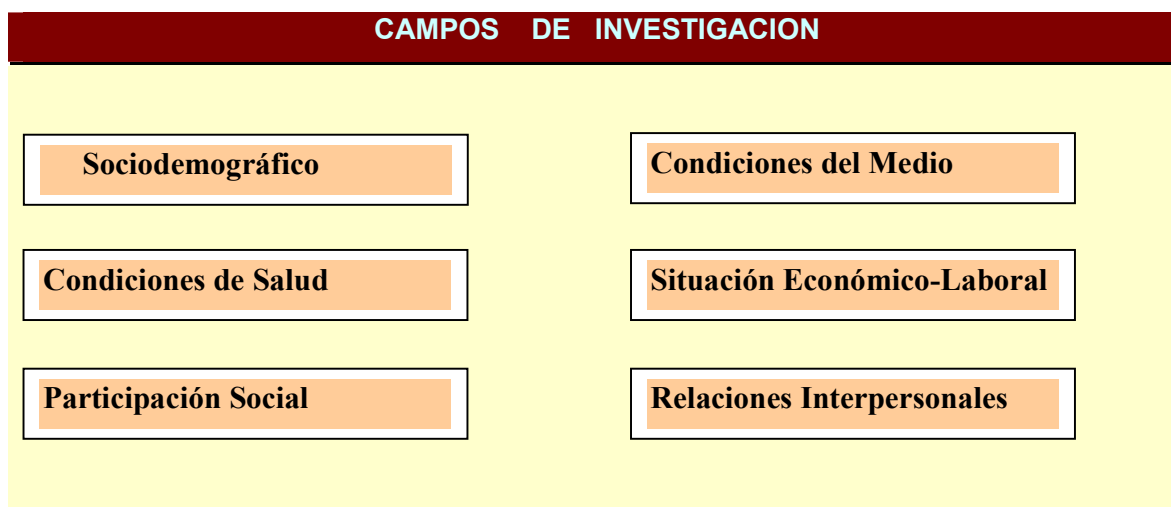 CAMPOS DE INVESTIGACION
Sociodemográfico
Condiciones del Medio
Condiciones de Salud
Situación Económico-Laboral
Participación Social
Relaciones Interpersonales